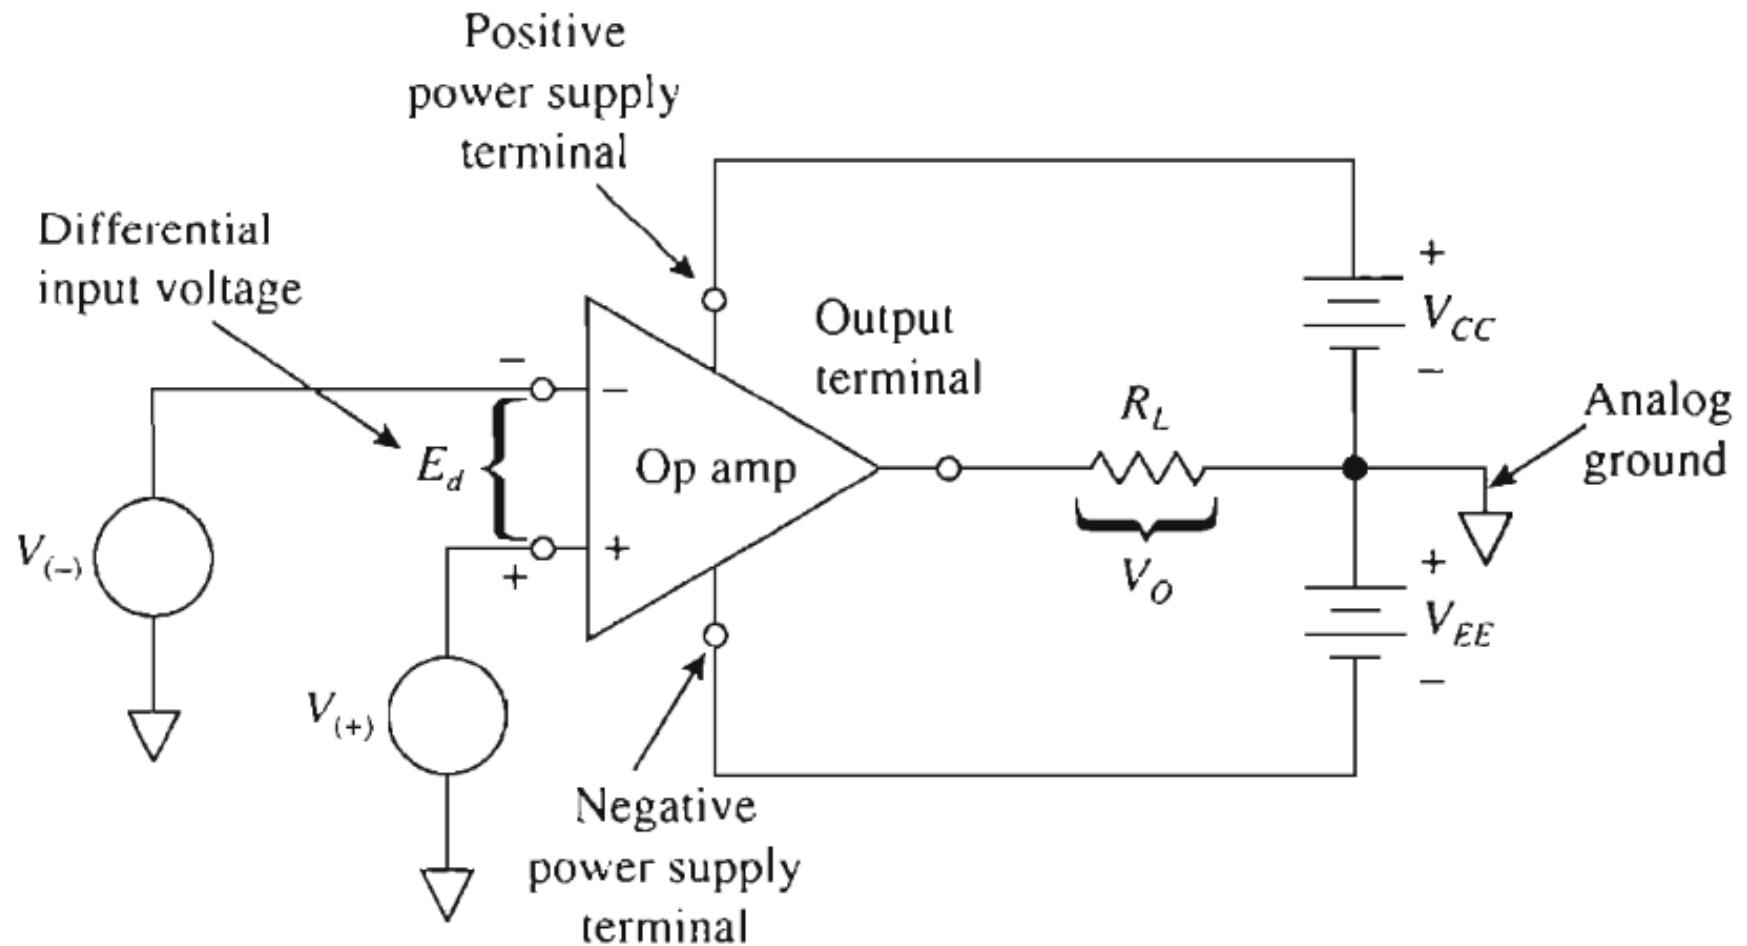 Positive
power supply
terminal
Differential
input voltage
Output
terminal
+
V_CC
−
R_L
Analog
ground
−
−
E_d
Op amp
V_(−)
+
+
V_O
+
V_EE
−
V_(+)
Negative
power supply
terminal